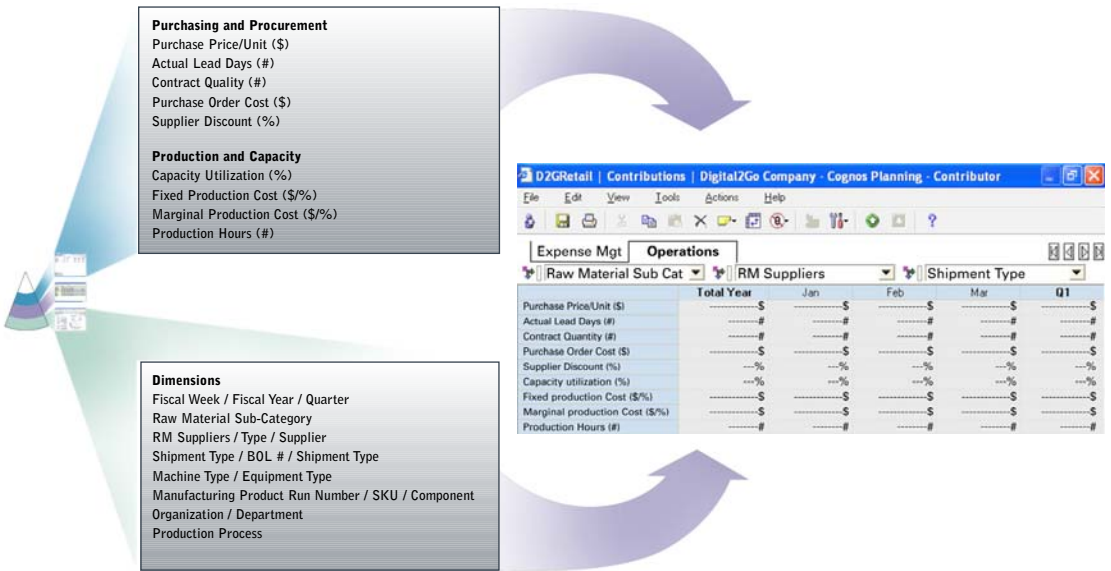 Purchasing and Procurement
Purchase Price/Unit ($)
Actual Lead Days (#)
Contract Quality (#)
Purchase Order Cost ($)
Supplier Discount (%)
Production and Capacity
Capacity Utilization (%)
Fixed Production Cost ($/%)
Marginal Production Cost ($/%)
Production Hours (#)
Dimensions
Fiscal Week / Fiscal Year / Quarter
Raw Material Sub-Category
RM Suppliers / Type / Supplier
Shipment Type / BOL # / Shipment Type
Machine Type / Equipment Type
Manufacturing Product Run Number / SKU / Component
Organization / Department
Production Process
D2GRetail | Contributions | Digital2Go Company - Cognos Planning - Contributor
File Edit View Tools Actions Help
Expense Mgt Operations
Raw Material Sub Cat RM Suppliers Shipment Type
Total Year Jan Feb Mar Q1
Purchase Price/Unit ($) ------------$ ------------$ ------------$ ------------$ ------------$
Actual Lead Days (#) --------# --------# --------# --------# --------#
Contract Quantity (#) --------# --------# --------# --------# --------#
Purchase Order Cost ($) ------------$ ------------$ ------------$ ------------$ ------------$
Supplier Discount (%) ---% ---% ---% ---% ---%
Capacity utilization (%) ---% ---% ---% ---% ---%
Fixed production Cost ($/%) ------------$ ------------$ ------------$ ------------$ ------------$
Marginal production Cost ($/%) ------------$ ------------$ ------------$ ------------$ ------------$
Production Hours (#) --------# --------# --------# --------# --------#